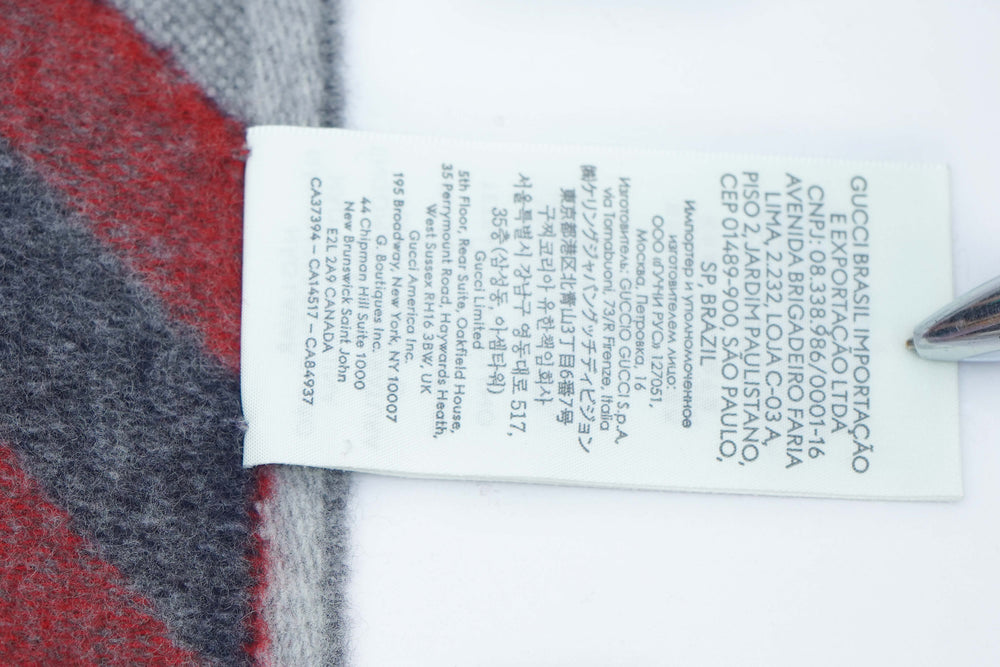 GUCCI BRASIL IMPORTAÇÃO
E EXPORTAÇÃO LTDA
CNPJ: 08.338.986/0001-16
AVENIDA BRIGADEIRO FARIA
LIMA, 2.232, LOJA C-03A,
PISO 2, JARDIM PAULISTANO,
CEP 01489-900, SÃO PAULO,
SP BRAZIL
Импортер и уполномоченное
изготовителем лицо:
ООО «ГУЧЧИ РУС» 127051,
Москва, Петровка, 16
Изготовитель: GUCCIO GUCCI S.p.A.
via Tornabuoni, 73/R Firenze, Italia
㈱ケリングジャパングッチディビジョン
東京都港区北青山3丁目6番7号
구찌코리아 유한책임회사
서울특별시 강남구 영동대로 517,
35층(삼성동, 아셈타워)
Gucci Limited
5th Floor, Rear Suite, Oakfield House,
35 Perrymount Road, Haywards Heath,
West Sussex RH16 3BW, UK
Gucci America Inc.
195 Broadway, New York, NY 10007
G. Boutiques Inc.
44 Chipman Hill Suite 1000
New Brunswick Saint John
E2L 2A9 CANADA
CA37394 – CA14517 – CA84937